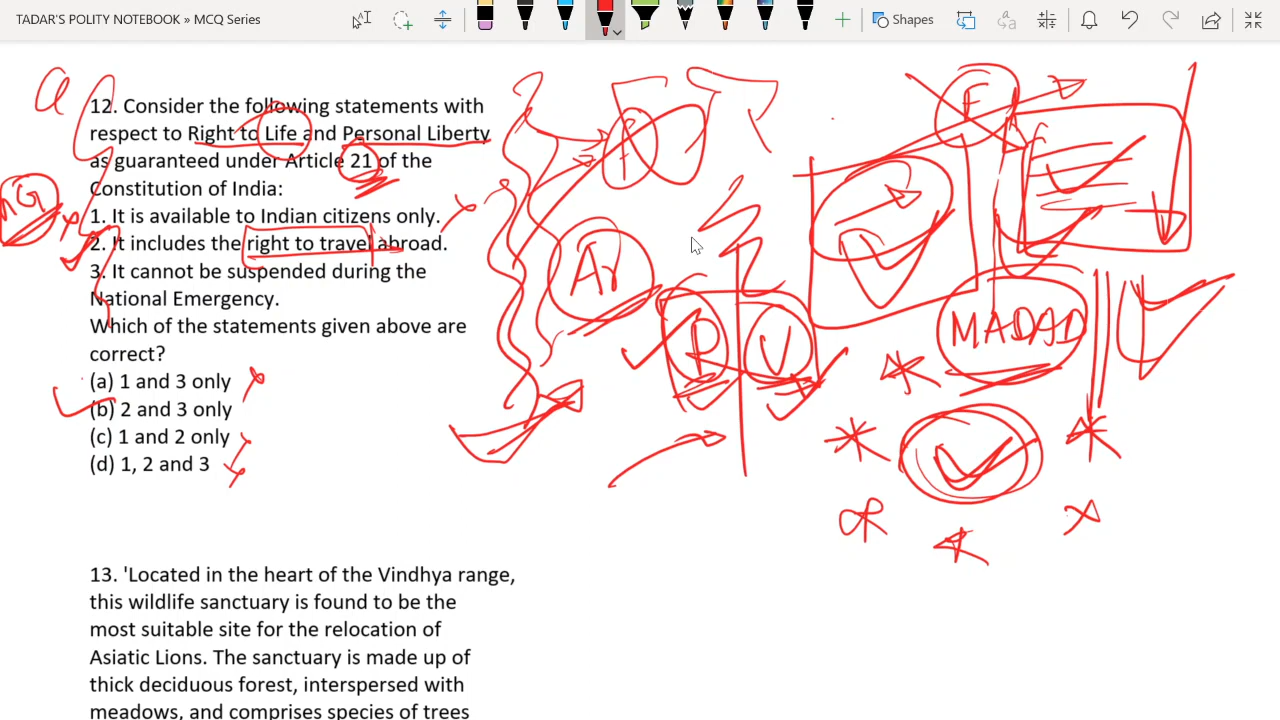 TADAR'S POLITY NOTEBOOK » MCQ Series
Shapes
12. Consider the following statements with
respect to Right to Life and Personal Liberty
as guaranteed under Article 21 of the
Constitution of India:
1. It is available to Indian citizens only.
2. It includes the right to travel abroad.
3. It cannot be suspended during the
National Emergency.
Which of the statements given above are
correct?
(a) 1 and 3 only
(b) 2 and 3 only
(c) 1 and 2 only
(d) 1, 2 and 3
MADAD
13. 'Located in the heart of the Vindhya range,
this wildlife sanctuary is found to be the
most suitable site for the relocation of
Asiatic Lions. The sanctuary is made up of
thick deciduous forest, interspersed with
meadows, and comprises species of trees